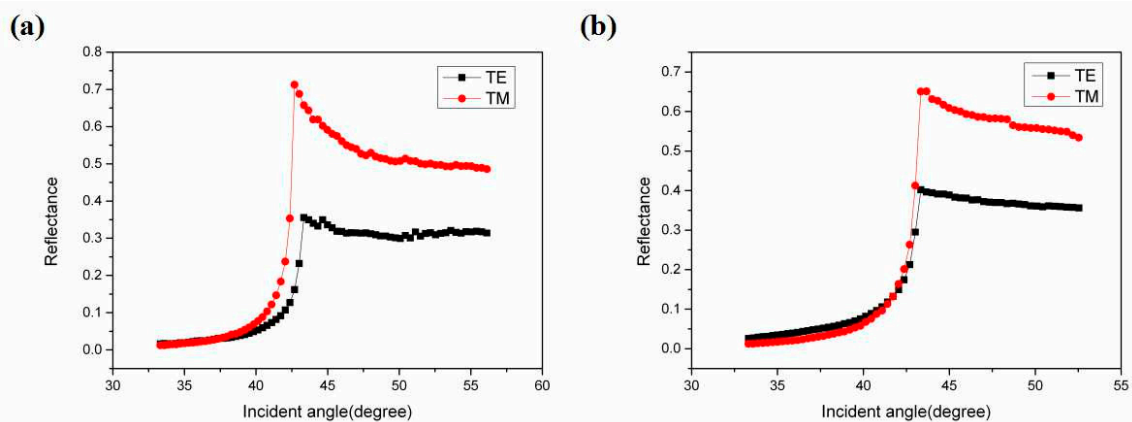 (a)
0.8
0.7
0.6
0.5
0.4
0.3
0.2
0.1
0.0
Reflectance
TE
TM
30 35 40 45 50 55 60
Incident angle(degree)
(b)
0.7
0.6
0.5
0.4
0.3
0.2
0.1
0.0
Reflectance
TE
TM
30 35 40 45 50 55
Incident angle(degree)